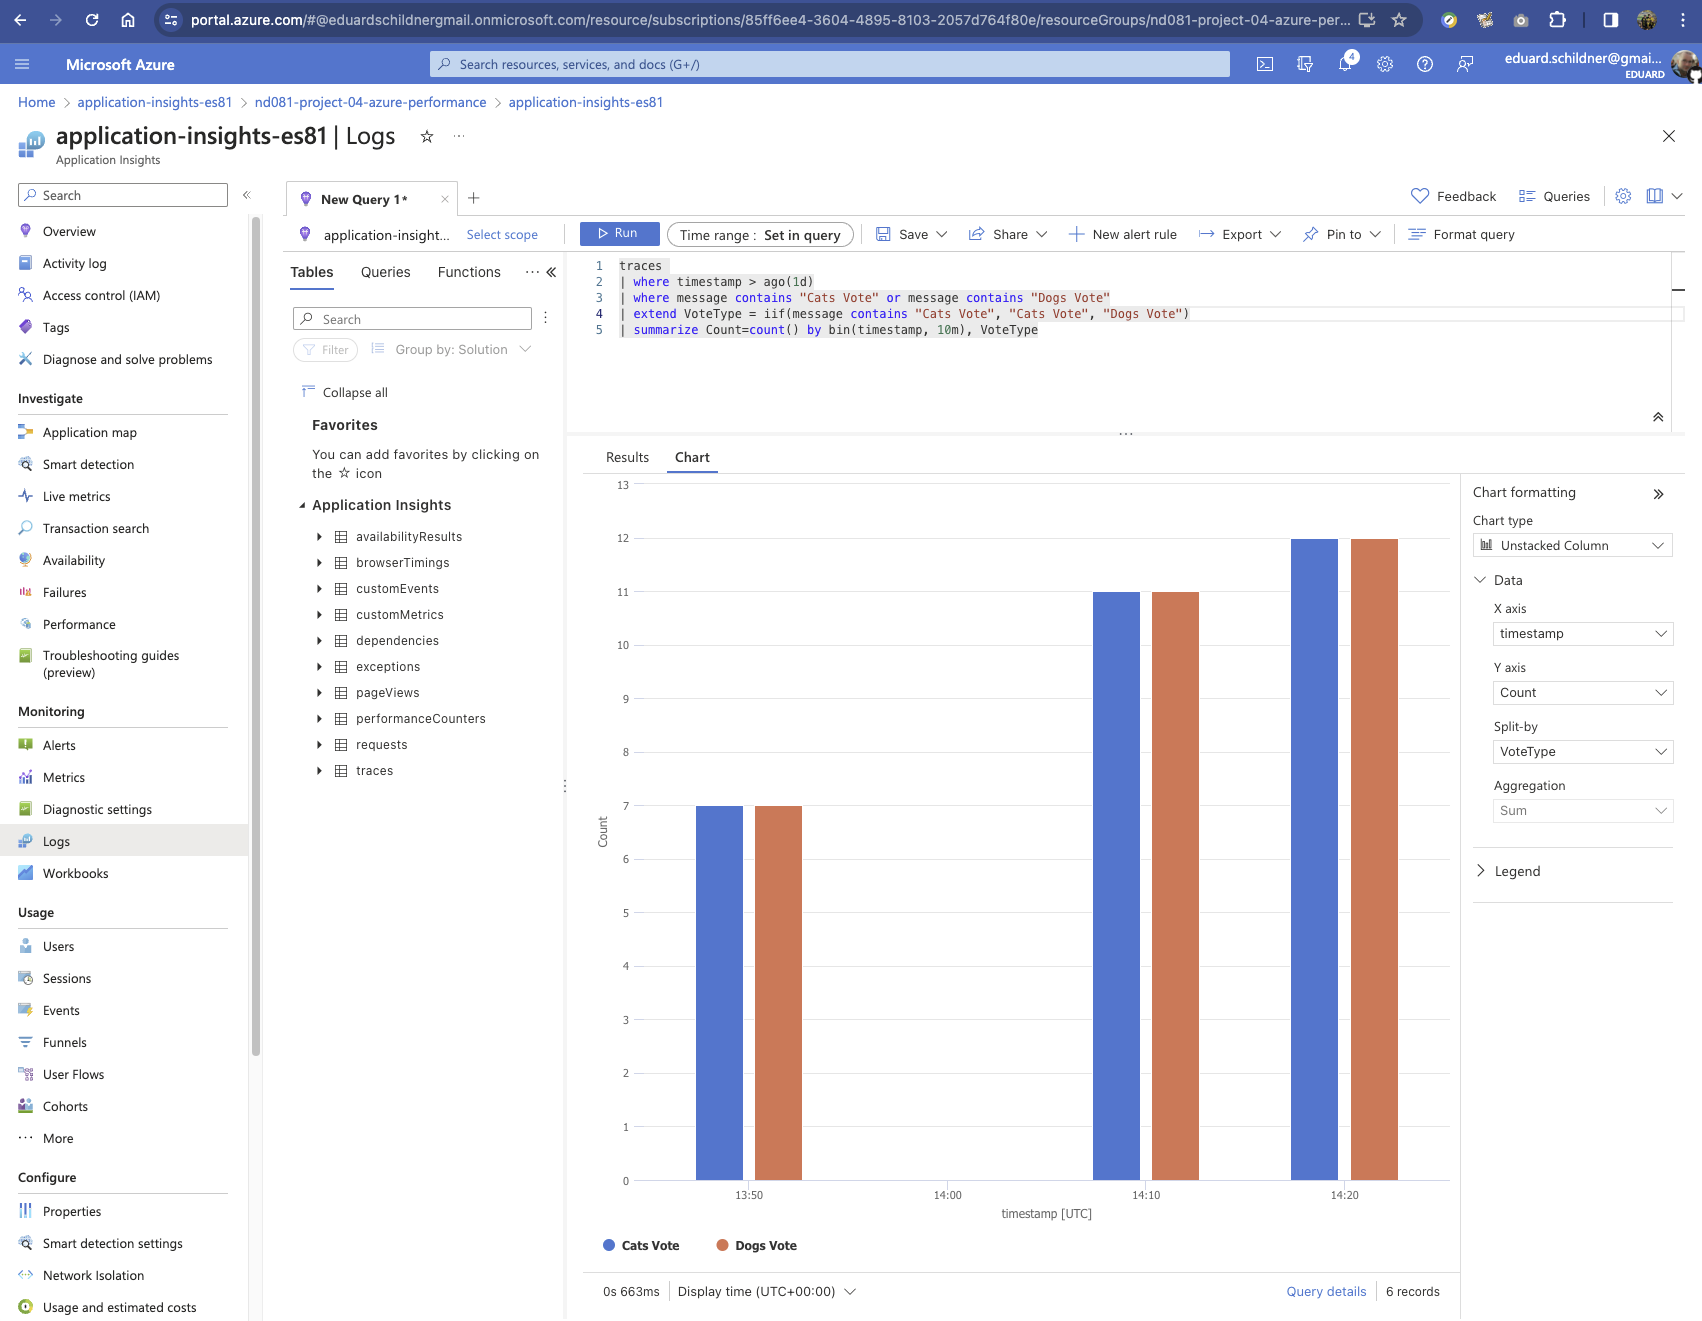 portal.azure.com/#@eduardschildnergmail.onmicrosoft.com/resource/subscriptions/85ff6ee4-3604-4895-8103-2057d764f80e/resourceGroups/nd081-project-04-azure-per...
Microsoft Azure
Search resources, services, and docs (G+/)
4
eduard.schildner@gmai...
EDUARD
Home > application-insights-es81 > nd081-project-04-azure-performance > application-insights-es81
application-insights-es81 | Logs
Application Insights
Search
Overview
Activity log
Access control (IAM)
Tags
Diagnose and solve problems
Investigate
Application map
Smart detection
Live metrics
Transaction search
Availability
Failures
Performance
Troubleshooting guides
(preview)
Monitoring
Alerts
Metrics
Diagnostic settings
Logs
Workbooks
Usage
Users
Sessions
Events
Funnels
User Flows
Cohorts
More
Configure
Properties
Smart detection settings
Network Isolation
Usage and estimated costs
New Query 1*
Feedback
Queries
application-insight...
Select scope
Run
Time range : Set in query
Save
Share
New alert rule
Export
Pin to
Format query
Tables
Queries
Functions
Search
Filter
Group by: Solution
Collapse all
Favorites
You can add favorites by clicking on
the ☆ icon
Application Insights
availabilityResults
browserTimings
customEvents
customMetrics
dependencies
exceptions
pageViews
performanceCounters
requests
traces
1 traces
2 | where timestamp > ago(1d)
3 | where message contains "Cats Vote" or message contains "Dogs Vote"
4 | extend VoteType = iif(message contains "Cats Vote", "Cats Vote", "Dogs Vote")
5 | summarize Count=count() by bin(timestamp, 10m), VoteType
Results
Chart
13
12
11
10
9
8
7
6
5
4
3
2
1
0
Count
13:50
14:00
14:10
14:20
timestamp [UTC]
Cats Vote
Dogs Vote
0s 663ms
Display time (UTC+00:00)
Query details
6 records
Chart formatting
Chart type
Unstacked Column
Data
X axis
timestamp
Y axis
Count
Split-by
VoteType
Aggregation
Sum
Legend